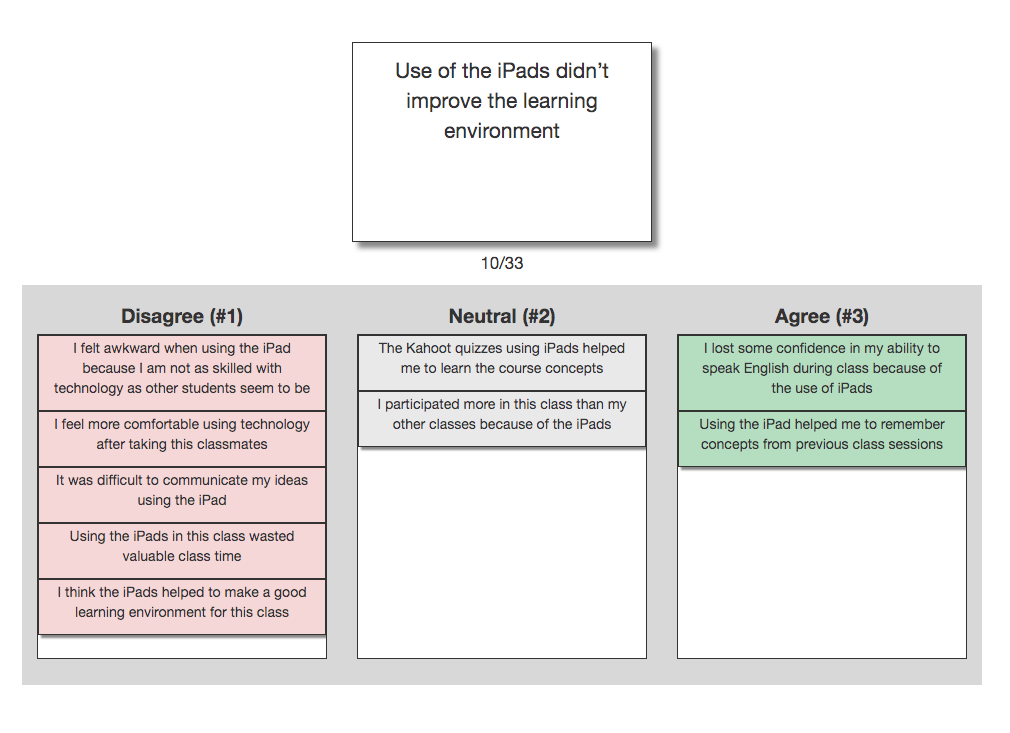 Use of the iPads didn’t
improve the learning
environment
10/33
Disagree (#1)
I felt awkward when using the iPad
because I am not as skilled with
technology as other students seem to be
I feel more comfortable using technology
after taking this classmates
It was difficult to communicate my ideas
using the iPad
Using the iPads in this class wasted
valuable class time
I think the iPads helped to make a good
learning environment for this class
Neutral (#2)
The Kahoot quizzes using iPads helped
me to learn the course concepts
I participated more in this class than my
other classes because of the iPads
Agree (#3)
I lost some confidence in my ability to
speak English during class because of
the use of iPads
Using the iPad helped me to remember
concepts from previous class sessions